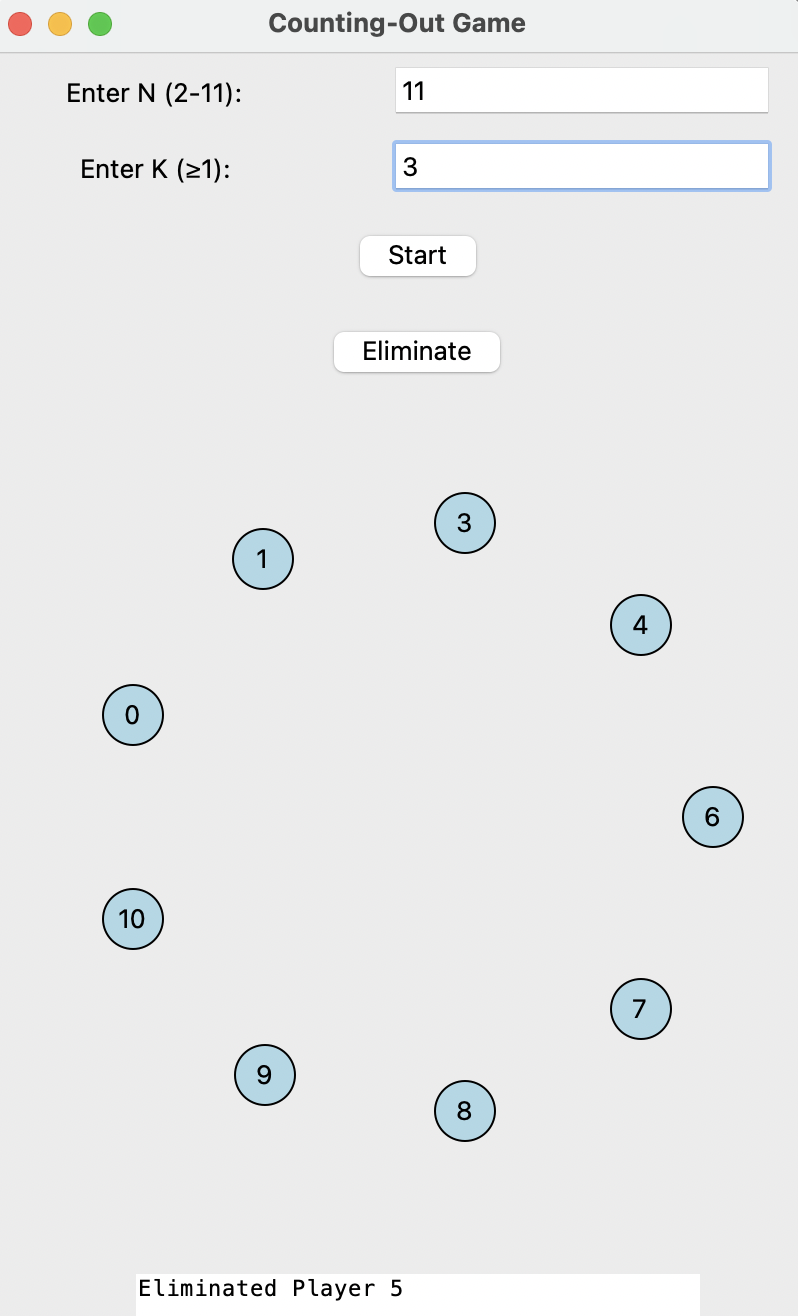 Counting-Out Game
Enter N (2-11): 11
Enter K (≥1): 3
Start
Eliminate
3
1
4
0
6
10
7
9
8
Eliminated Player 5